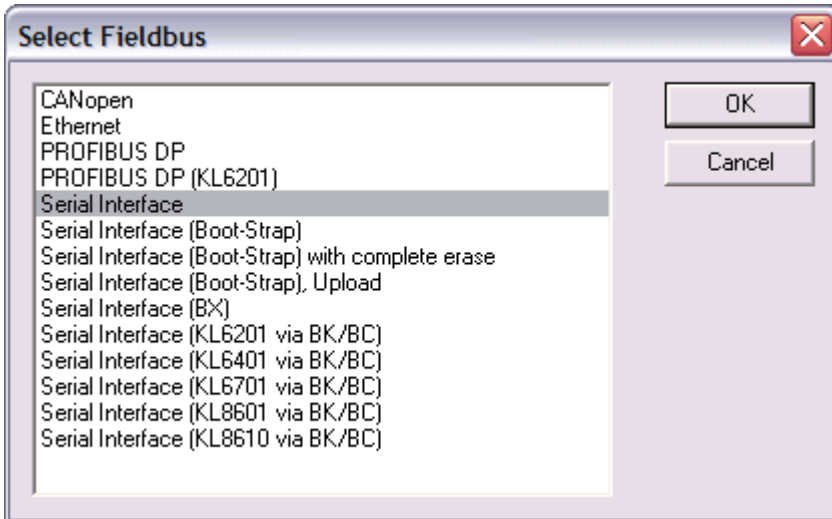 Select Fieldbus
CANopen
Ethernet
PROFIBUS DP
PROFIBUS DP (KL6201)
Serial Interface
Serial Interface (Boot-Strap)
Serial Interface (Boot-Strap) with complete erase
Serial Interface (Boot-Strap), Upload
Serial Interface (BX)
Serial Interface (KL6201 via BK/BC)
Serial Interface (KL6401 via BK/BC)
Serial Interface (KL6701 via BK/BC)
Serial Interface (KL8601 via BK/BC)
Serial Interface (KL8610 via BK/BC)
OK
Cancel